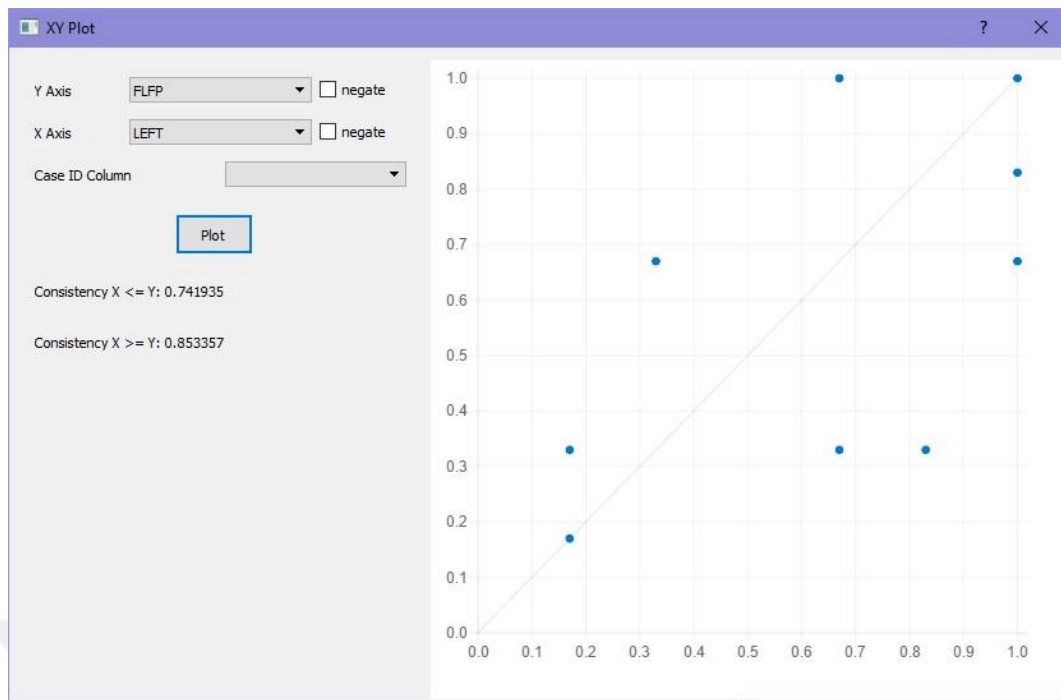 XY Plot
?
Y Axis FLFP negate
X Axis LEFT negate
Case ID Column
Plot
Consistency X <= Y: 0.741935
Consistency X >= Y: 0.853357
1.0
0.9
0.8
0.7
0.6
0.5
0.4
0.3
0.2
0.1
0.0
0.0 0.1 0.2 0.3 0.4 0.5 0.6 0.7 0.8 0.9 1.0